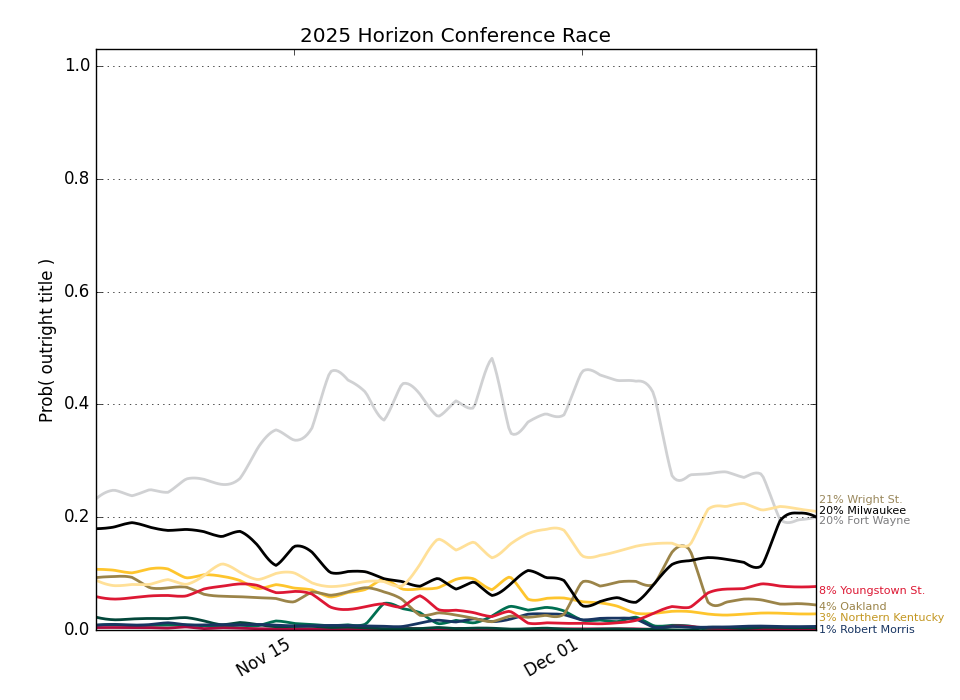 2025 Horizon Conference Race
Prob( outright title )
1.0
0.8
0.6
0.4
0.2
0.0
Nov 15
Dec 01
21% Wright St.
20% Milwaukee
20% Fort Wayne
8% Youngstown St.
4% Oakland
3% Northern Kentucky
1% Robert Morris